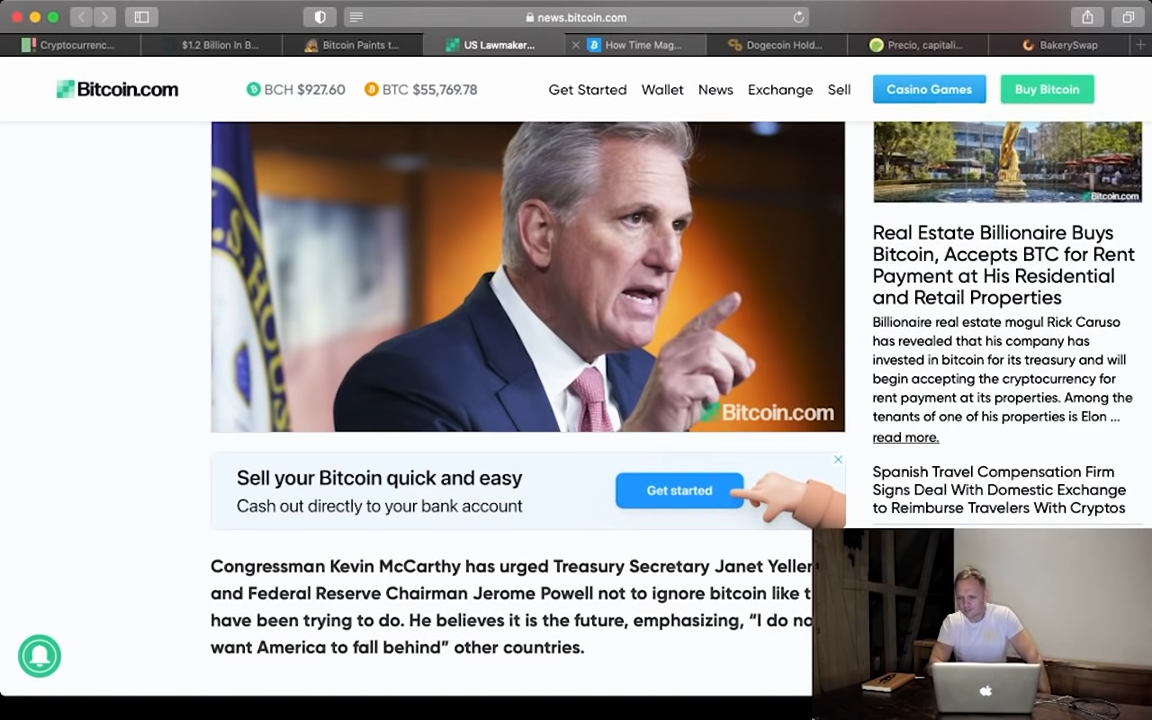 news.bitcoin.com
Cryptocurrenc...
$1.2 Billion In B...
Bitcoin Paints t...
US Lawmaker...
How Time Mag...
Dogecoin Hold...
Precio, capitali...
BakerySwap
Bitcoin.com
BCH $927.60
BTC $55,769.78
Get Started
Wallet
News
Exchange
Sell
Casino Games
Buy Bitcoin
U.S. HOUS
Bitcoin.com
Sell your Bitcoin quick and easy
Cash out directly to your bank account
Get started
Congressman Kevin McCarthy has urged Treasury Secretary Janet Yellen
and Federal Reserve Chairman Jerome Powell not to ignore bitcoin like t
have been trying to do. He believes it is the future, emphasizing, “I do no
want America to fall behind” other countries.
Bitcoin.com
Real Estate Billionaire Buys
Bitcoin, Accepts BTC for Rent
Payment at His Residential
and Retail Properties
Billionaire real estate mogul Rick Caruso
has revealed that his company has
invested in bitcoin for its treasury and will
begin accepting the cryptocurrency for
rent payment at its properties. Among the
tenants of one of his properties is Elon ...
read more.
Spanish Travel Compensation Firm
Signs Deal With Domestic Exchange
to Reimburse Travelers With Cryptos